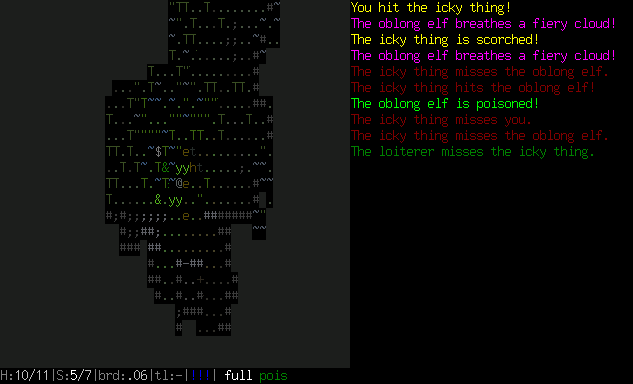 You hit the icky thing!
The oblong elf breathes a fiery cloud!
The icky thing is scorched!
The oblong elf breathes a fiery cloud!
The icky thing misses the oblong elf.
The icky thing hits the oblong elf!
The oblong elf is poisoned!
The icky thing misses you.
The icky thing misses the oblong elf.
The loiterer misses the icky thing.
H:10/11|S:5/7|brd:.06|tl:-|!!!| full pois